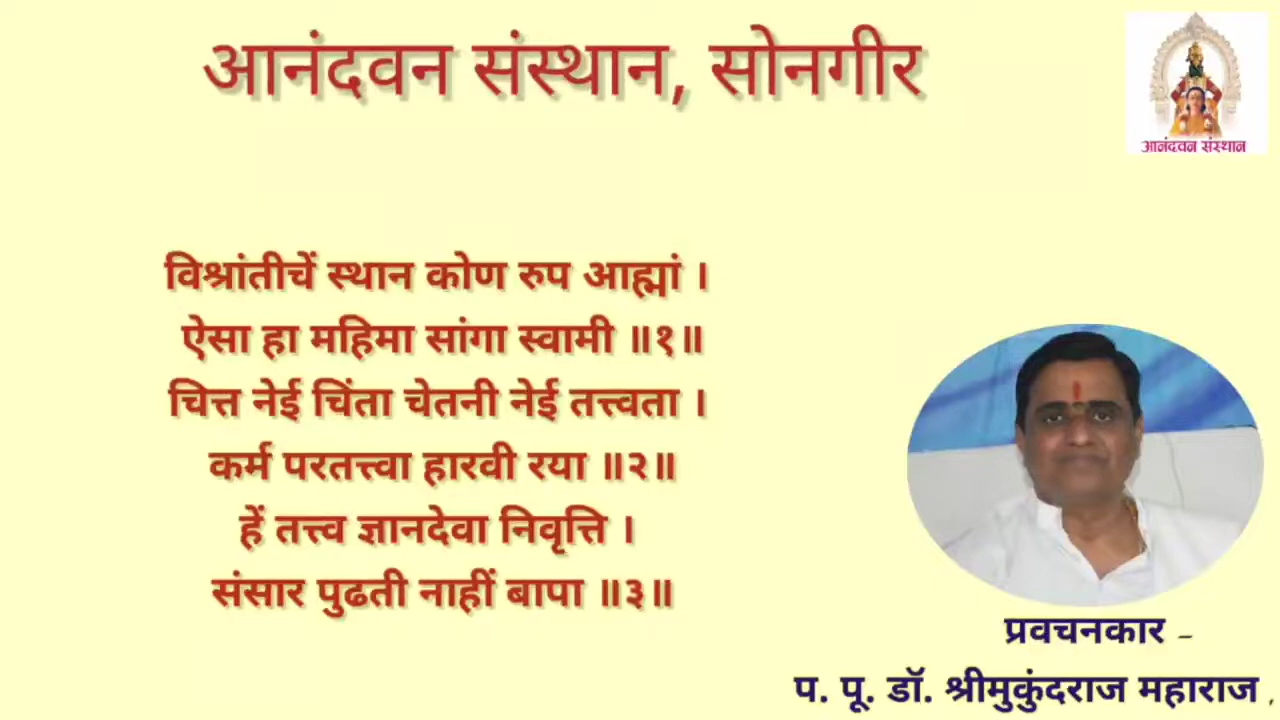 आनंदवन संस्थान, सोनगीर
आनंदवन संस्थान
विश्रांतीचें स्थान कोण रुप आह्मां ।
ऐसा हा महिमा सांगा स्वामी ॥१॥
चित्त नेई चिंता चेतनी नेई तत्त्वता ।
कर्म परतत्त्वा हारवी रया ॥२॥
हें तत्त्व ज्ञानदेवा निवृत्ति ।
संसार पुढती नाहीं बापा ॥३॥
प्रवचनकार –
प. पू. डॉ. श्रीमुकुंदराज महाराज ,